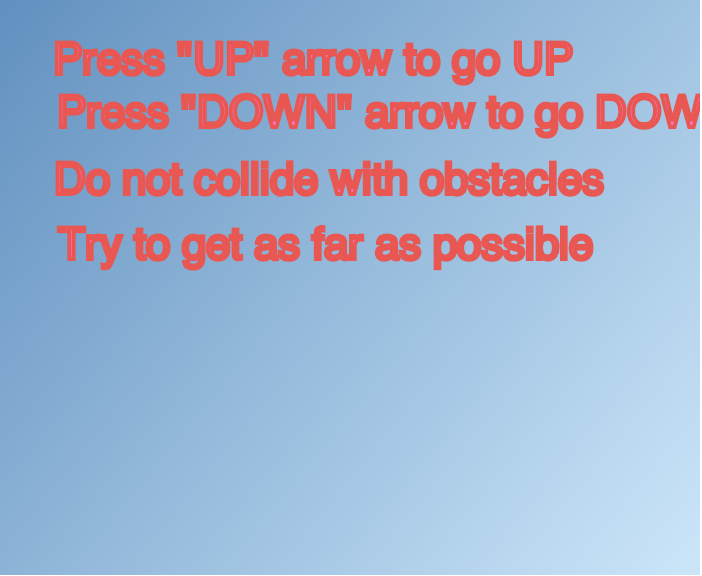 Press "UP" arrow to go UP
Press "DOWN" arrow to go DOW
Do not collide with obstacles
Try to get as far as possible